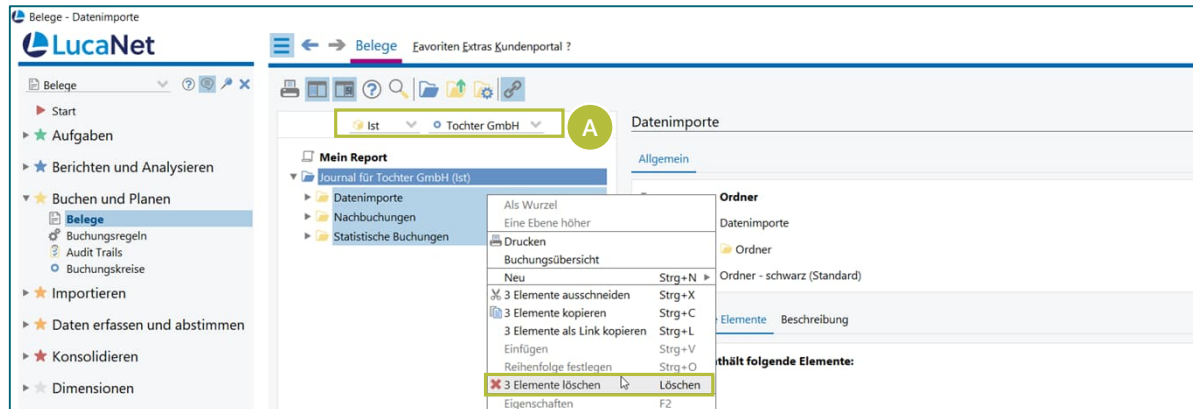 Belege - Datenimporte
LucaNet
Belege Favoriten Extras Kundenportal ?
Belege
Start
Aufgaben
Berichten und Analysieren
Buchen und Planen
Belege
Buchungsregeln
Audit Trails
Buchungskreise
Importieren
Daten erfassen und abstimmen
Konsolidieren
Dimensionen
Ist Tochter GmbH A
Mein Report
Journal für Tochter GmbH (Ist)
Datenimporte
Nachbuchungen
Statistische Buchungen
Als Wurzel
Eine Ebene höher
Drucken
Buchungsübersicht
Neu Strg+N
3 Elemente ausschneiden Strg+X
3 Elemente kopieren Strg+C
3 Elemente als Link kopieren Strg+L
Einfügen Strg+V
Reihenfolge festlegen Strg+O
3 Elemente löschen Löschen
Eigenschaften F2
Datenimporte
Allgemein
Ordner
Datenimporte
Ordner
Ordner - schwarz (Standard)
Elemente Beschreibung
thält folgende Elemente: